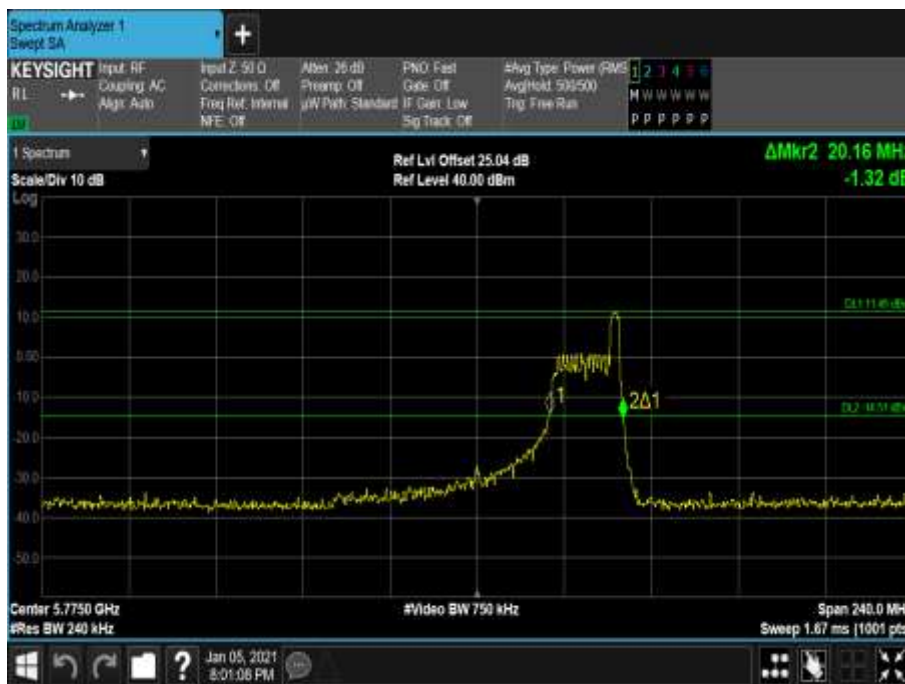 Spectrum Analyzer 1
Swept SA
+
KEYSIGHT
RL
Input: RF
Coupling: AC
Align: Auto
Input Z: 50 Ω
Corrections: Off
Freq Ref: Internal
NFE: Off
Atten: 26 dB
Preamp: Off
µW Path: Standard
PNO: Fast
Gate: Off
IF Gain: Low
Sig Track: Off
#Avg Type: Power (RMS
Avg|Hold: 500/500
Trig: Free Run
1 2 3 4 5 6
M W W W W W
P P P P P P
1 Spectrum
Scale/Div 10 dB
Log
Ref Lvl Offset 25.04 dB
Ref Level 40.00 dBm
ΔMkr2 20.16 MH
-1.32 dB
30.0
20.0
10.0
0.00
-10.0
-20.0
-30.0
-40.0
-50.0
1
2Δ1
Center 5.7750 GHz
#Res BW 240 kHz
#Video BW 750 kHz
Span 240.0 MH
Sweep 1.67 ms (1001 pts
?
Jan 05, 2021
8:01:06 PM